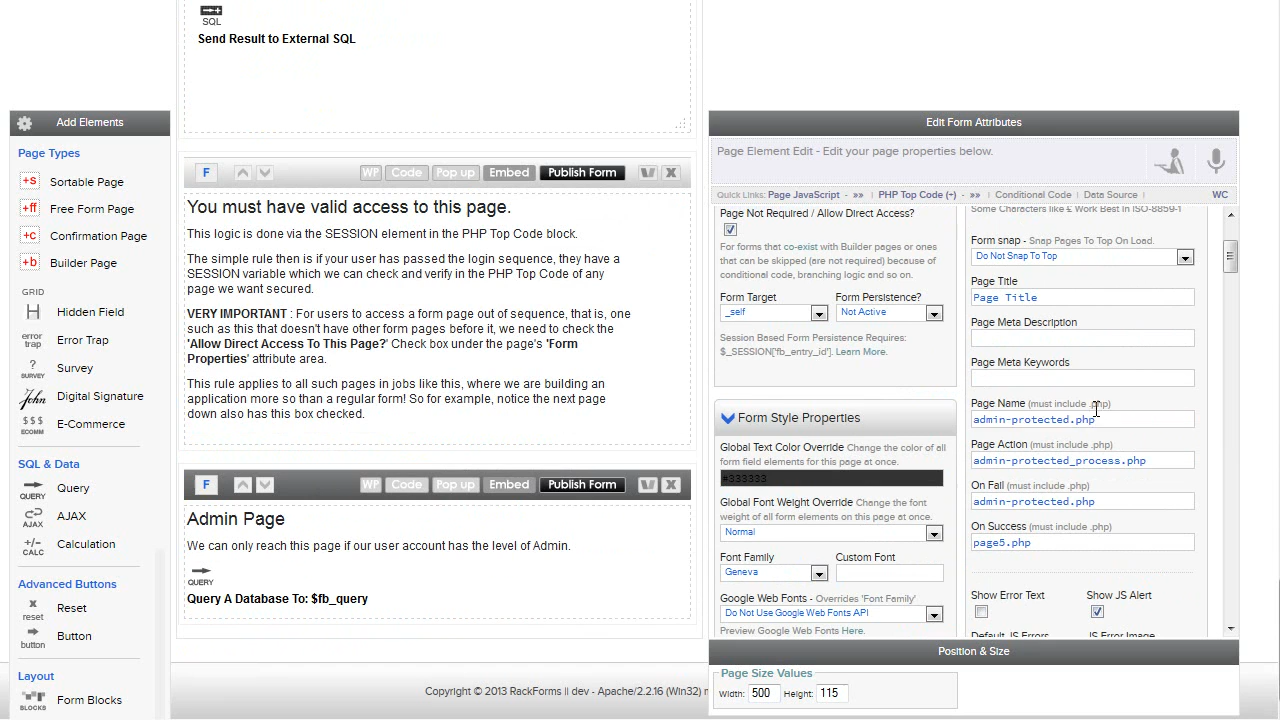 SQL
Send Result to External SQL
Add Elements
Page Types
+s Sortable Page
+ff Free Form Page
+c Confirmation Page
+b Builder Page
GRID
H Hidden Field
error trap Error Trap
? SURVEY Survey
John Digital Signature
$ ECOMM E-Commerce
SQL & Data
QUERY Query
AJAX AJAX
+/- CALC Calculation
Advanced Buttons
x reset Reset
button Button
Layout
BLOCKS Form Blocks
F WP Code Pop up Embed Publish Form X
You must have valid access to this page.
This logic is done via the SESSION element in the PHP Top Code block.
The simple rule then is if your user has passed the login sequence, they have a
SESSION variable which we can check and verify in the PHP Top Code of any
page we want secured.
VERY IMPORTANT : For users to access a form page out of sequence, that is, one
such as this that doesn't have other form pages before it, we need to check the
'Allow Direct Access To This Page?' Check box under the page's 'Form
Properties' attribute area.
This rule applies to all such pages in jobs like this, where we are building an
application more so than a regular form! So for example, notice the next page
down also has this box checked.
F WP Code Pop up Embed Publish Form X
Admin Page
We can only reach this page if our user account has the level of Admin.
QUERY
Query A Database To: $fb_query
Copyright © 2013 RackForms II dev - Apache/2.2.16 (Win32)
Edit Form Attributes
Page Element Edit - Edit your page properties below.
Quick Links: Page JavaScript - »» | PHP Top Code (+) - »» | Conditional Code | Data Source | WC
Page Not Required / Allow Direct Access?
For forms that co-exist with Builder pages or ones
that can be skipped (are not required) because of
conditional code, branching logic and so on.
Form Target Form Persistence?
_self Not Active
Session Based Form Persistence Requires:
$_SESSION['fb_entry_id']. Learn More.
Form Style Properties
Global Text Color Override Change the color of all
form field elements for this page at once.
#333333
Global Font Weight Override Change the font
weight of all form elements on this page at once.
Normal
Font Family Custom Font
Geneva
Google Web Fonts - Overrides 'Font Family'
Do Not Use Google Web Fonts API
Preview Google Web Fonts Here.
Some Characters like £ Work Best In ISO-8859-1
Form snap - Snap Pages To Top On Load.
Do Not Snap To Top
Page Title
Page Title
Page Meta Description
Page Meta Keywords
Page Name (must include .php)
admin-protected.php
Page Action (must include .php)
admin-protected_process.php
On Fail (must include .php)
admin-protected.php
On Success (must include .php)
page5.php
Show Error Text Show JS Alert
Default JS Errors JS Error Image
Position & Size
Page Size Values
Width: 500 Height: 115